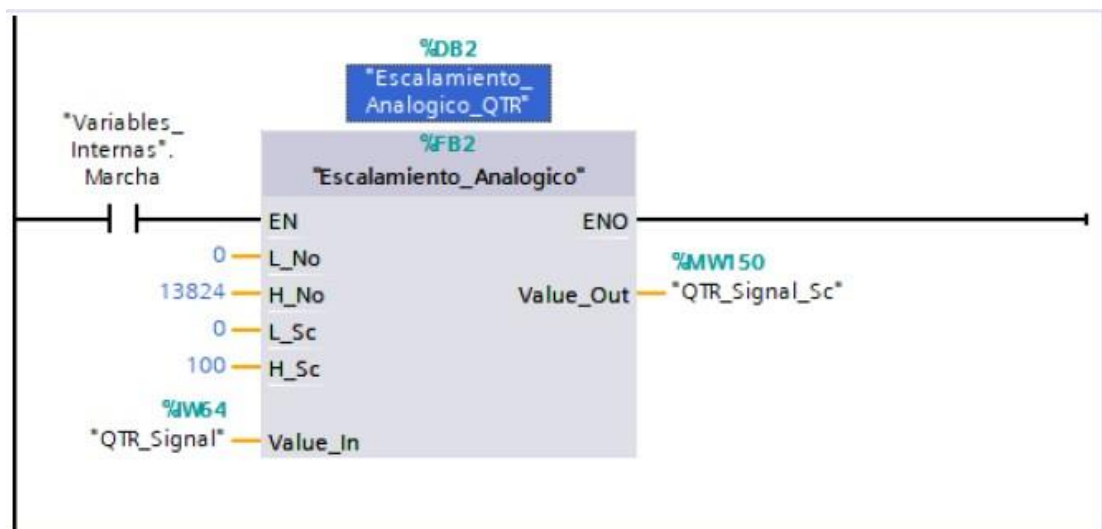 %DB2
"Escalamiento_
Analogico_QTR"
"Variables_
Internas".
Marcha
%FB2
"Escalamiento_Analogico"
EN
ENO
0
L_No
%MW150
13824
H_No
Value_Out
"QTR_Signal_Sc"
0
L_Sc
100
H_Sc
%IW64
"QTR_Signal"
Value_In